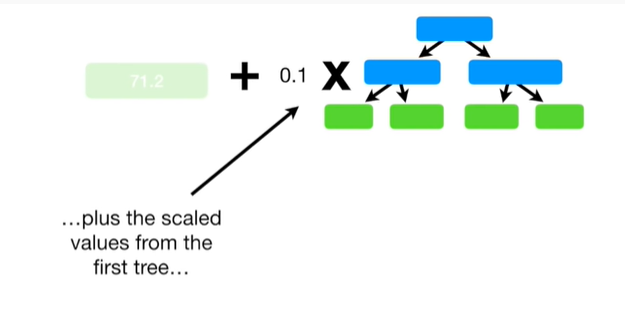 71.2
+ 0.1 X
...plus the scaled
values from the
first tree...